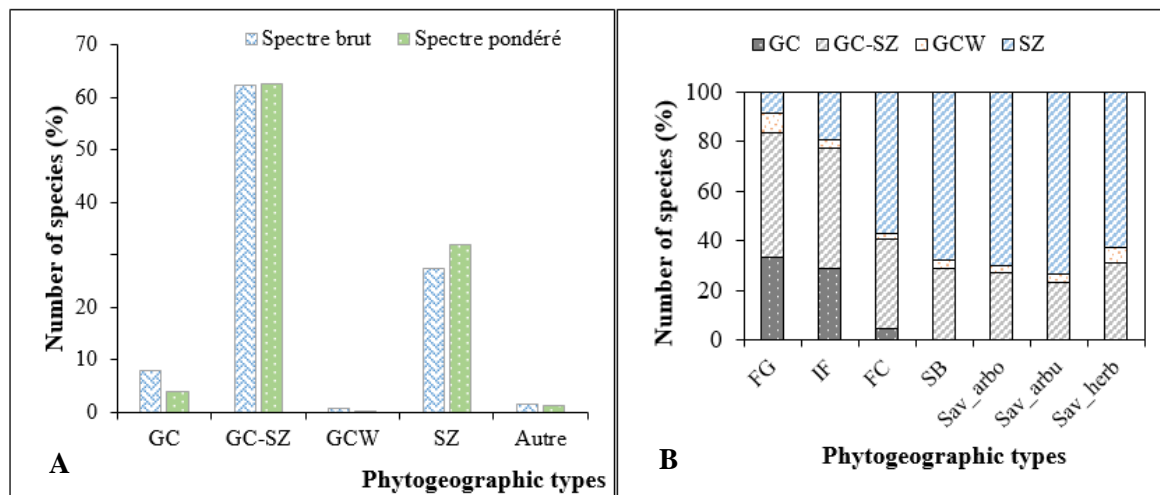 Spectre brut Spectre pondéré
Number of species (%)
70
60
50
40
30
20
10
0
GC GC-SZ GCW SZ Autre
A
Phytogeographic types
GC GC-SZ GCW SZ
Number of species (%)
100
80
60
40
20
0
FG IF FC SB Sav_arbo Sav_arbu Sav_herb
Phytogeographic types
B